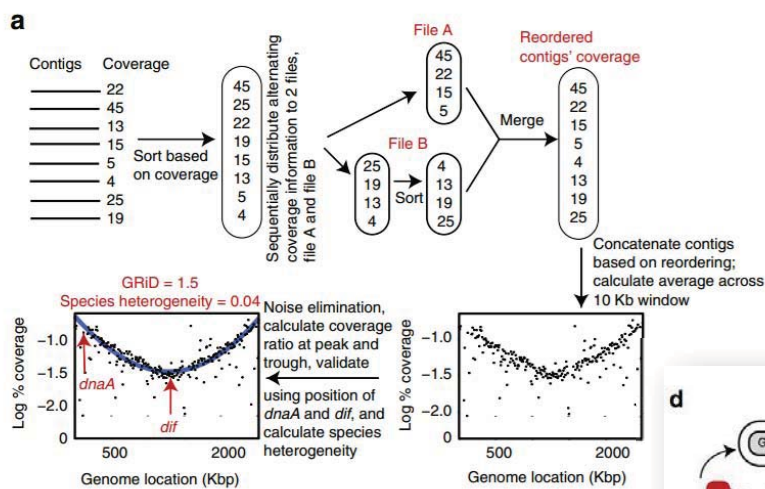 a
Contigs Coverage
22
45
13
15
5
4
25
19
Sort based
on coverage
45
25
22
19
15
13
5
4
Sequentially distribute alternating
coverage information to 2 files,
file A and file B
File A
45
22
15
5
File B
25
19
13
4
Sort
4
13
19
25
Merge
Reordered
contigs’ coverage
45
22
15
5
4
13
19
25
Concatenate contigs
based on reordering;
calculate average across
10 Kb window
Log % coverage
−1.0
−1.5
−2.0
0
500 2000
Genome location (Kbp)
Noise elimination,
calculate coverage
ratio at peak and
trough, validate
using position of
dnaA and dif, and
calculate species
heterogeneity
GRiD = 1.5
Species heterogeneity = 0.04
Log % coverage
−1.0
−1.5
−2.0
0
dnaA
dif
500 2000
Genome location (Kbp)
d
G